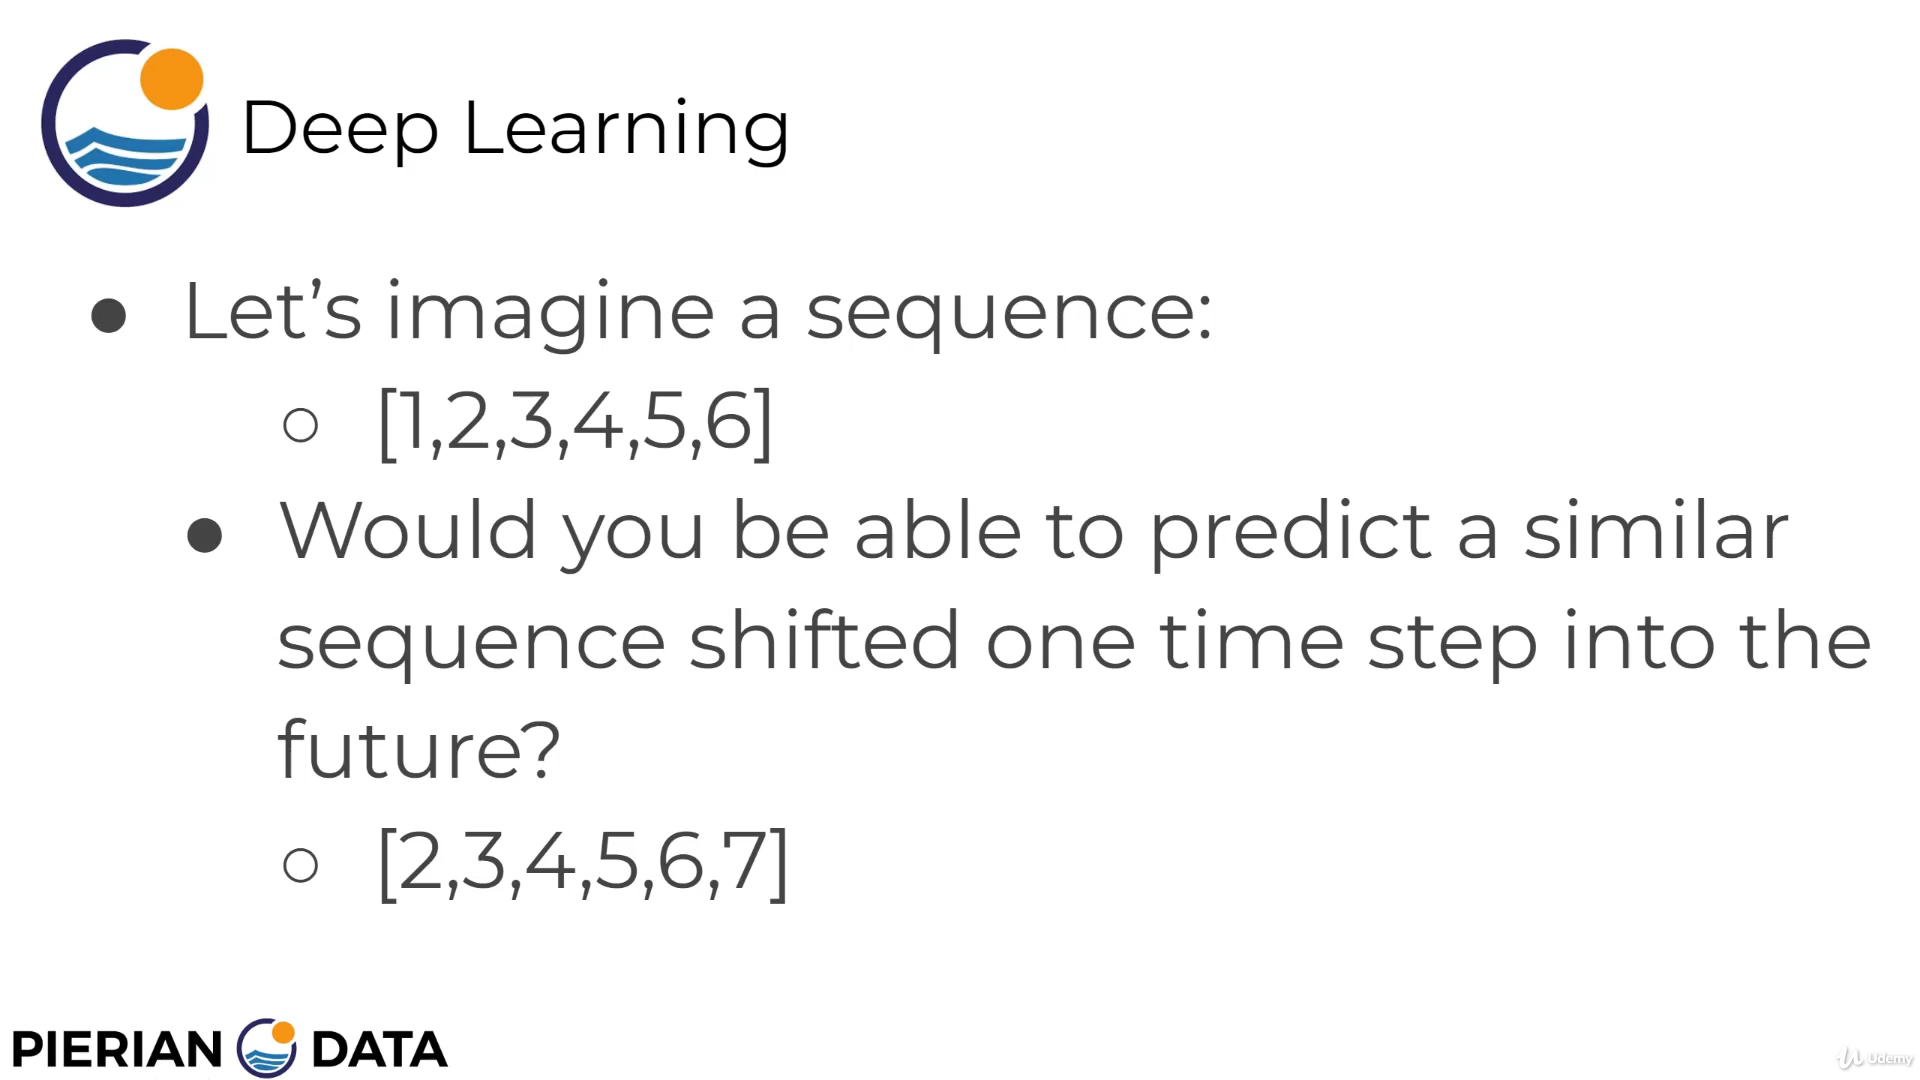 Deep Learning
● Let's imagine a sequence:
○ [1,2,3,4,5,6]
● Would you be able to predict a similar
sequence shifted one time step into the
future?
○ [2,3,4,5,6,7]
PIERIAN DATA
Udemy